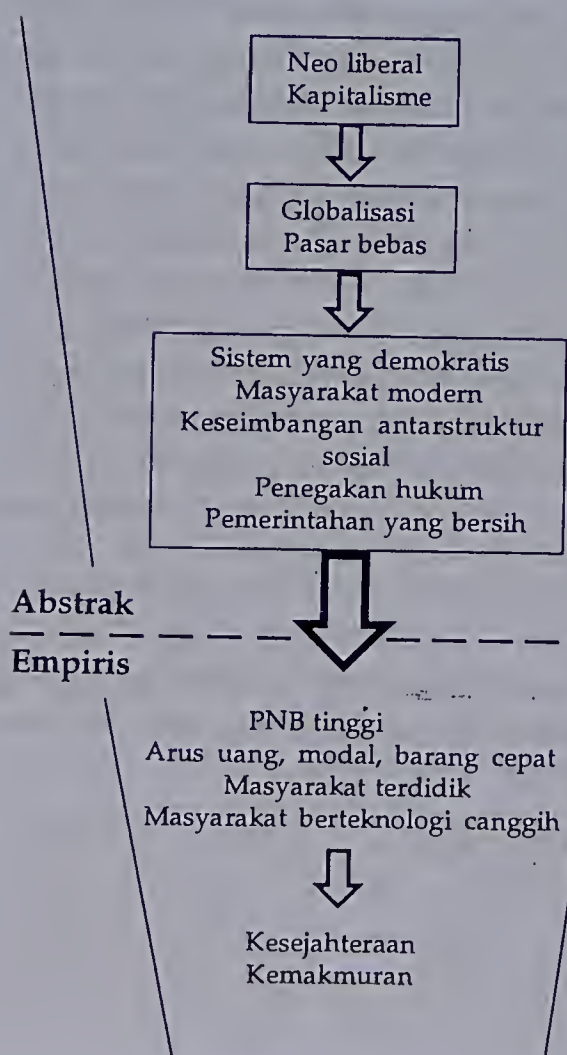 Neo liberal
Kapitalisme
Globalisasi
Pasar bebas
Sistem yang demokratis
Masyarakat modern
Keseimbangan antarstruktur
sosial
Penegakan hukum
Pemerintahan yang bersih
Abstrak
Empiris
PNB tinggi
Arus uang, modal, barang cepat
Masyarakat terdidik
Masyarakat berteknologi canggih
Kesejahteraan
Kemakmuran